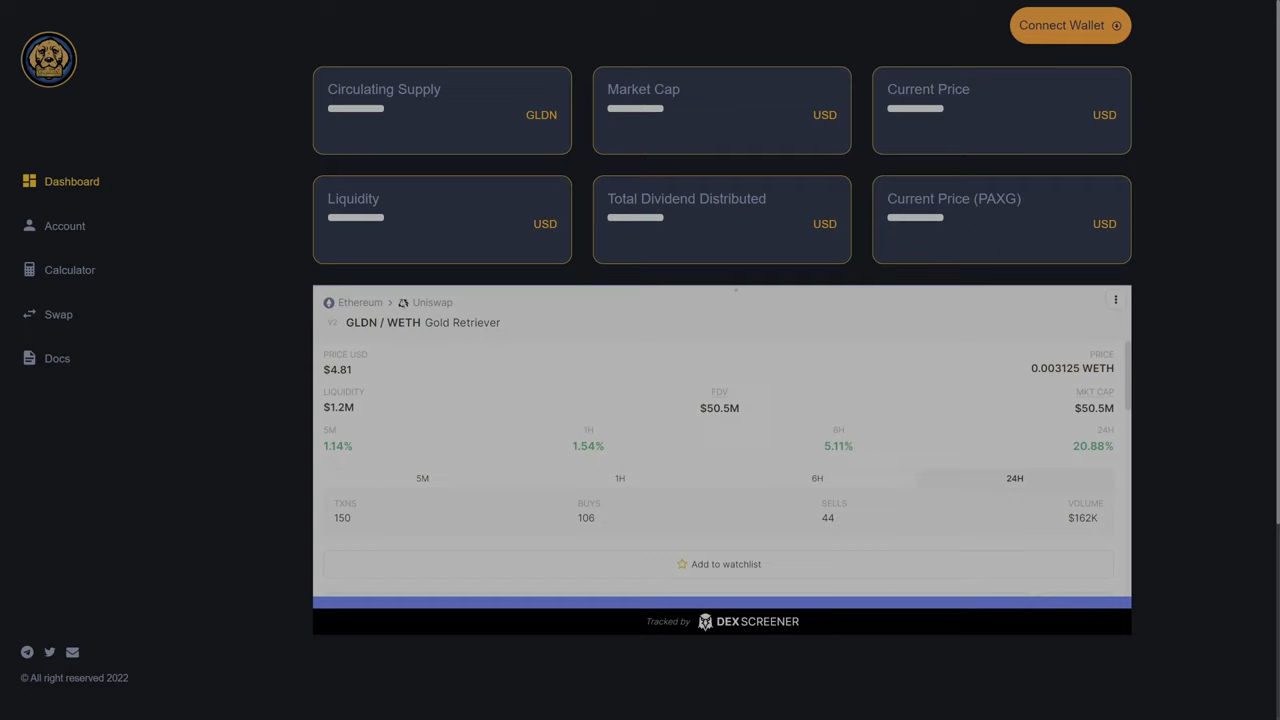 Connect Wallet
Circulating Supply
GLDN
Market Cap
USD
Current Price
USD
Dashboard
Liquidity
USD
Total Dividend Distributed
USD
Current Price (PAXG)
USD
Account
Calculator
Swap
Docs
Ethereum > Uniswap
V2 GLDN / WETH Gold Retriever
PRICE USD PRICE
$4.81 0.003125 WETH
LIQUIDITY FDV MKT CAP
$1.2M $50.5M $50.5M
5M 1H 6H 24H
1.14% 1.54% 5.11% 20.88%
5M 1H 6H 24H
TXNS BUYS SELLS VOLUME
150 106 44 $162K
Add to watchlist
Tracked by DEX SCREENER
© All right reserved 2022